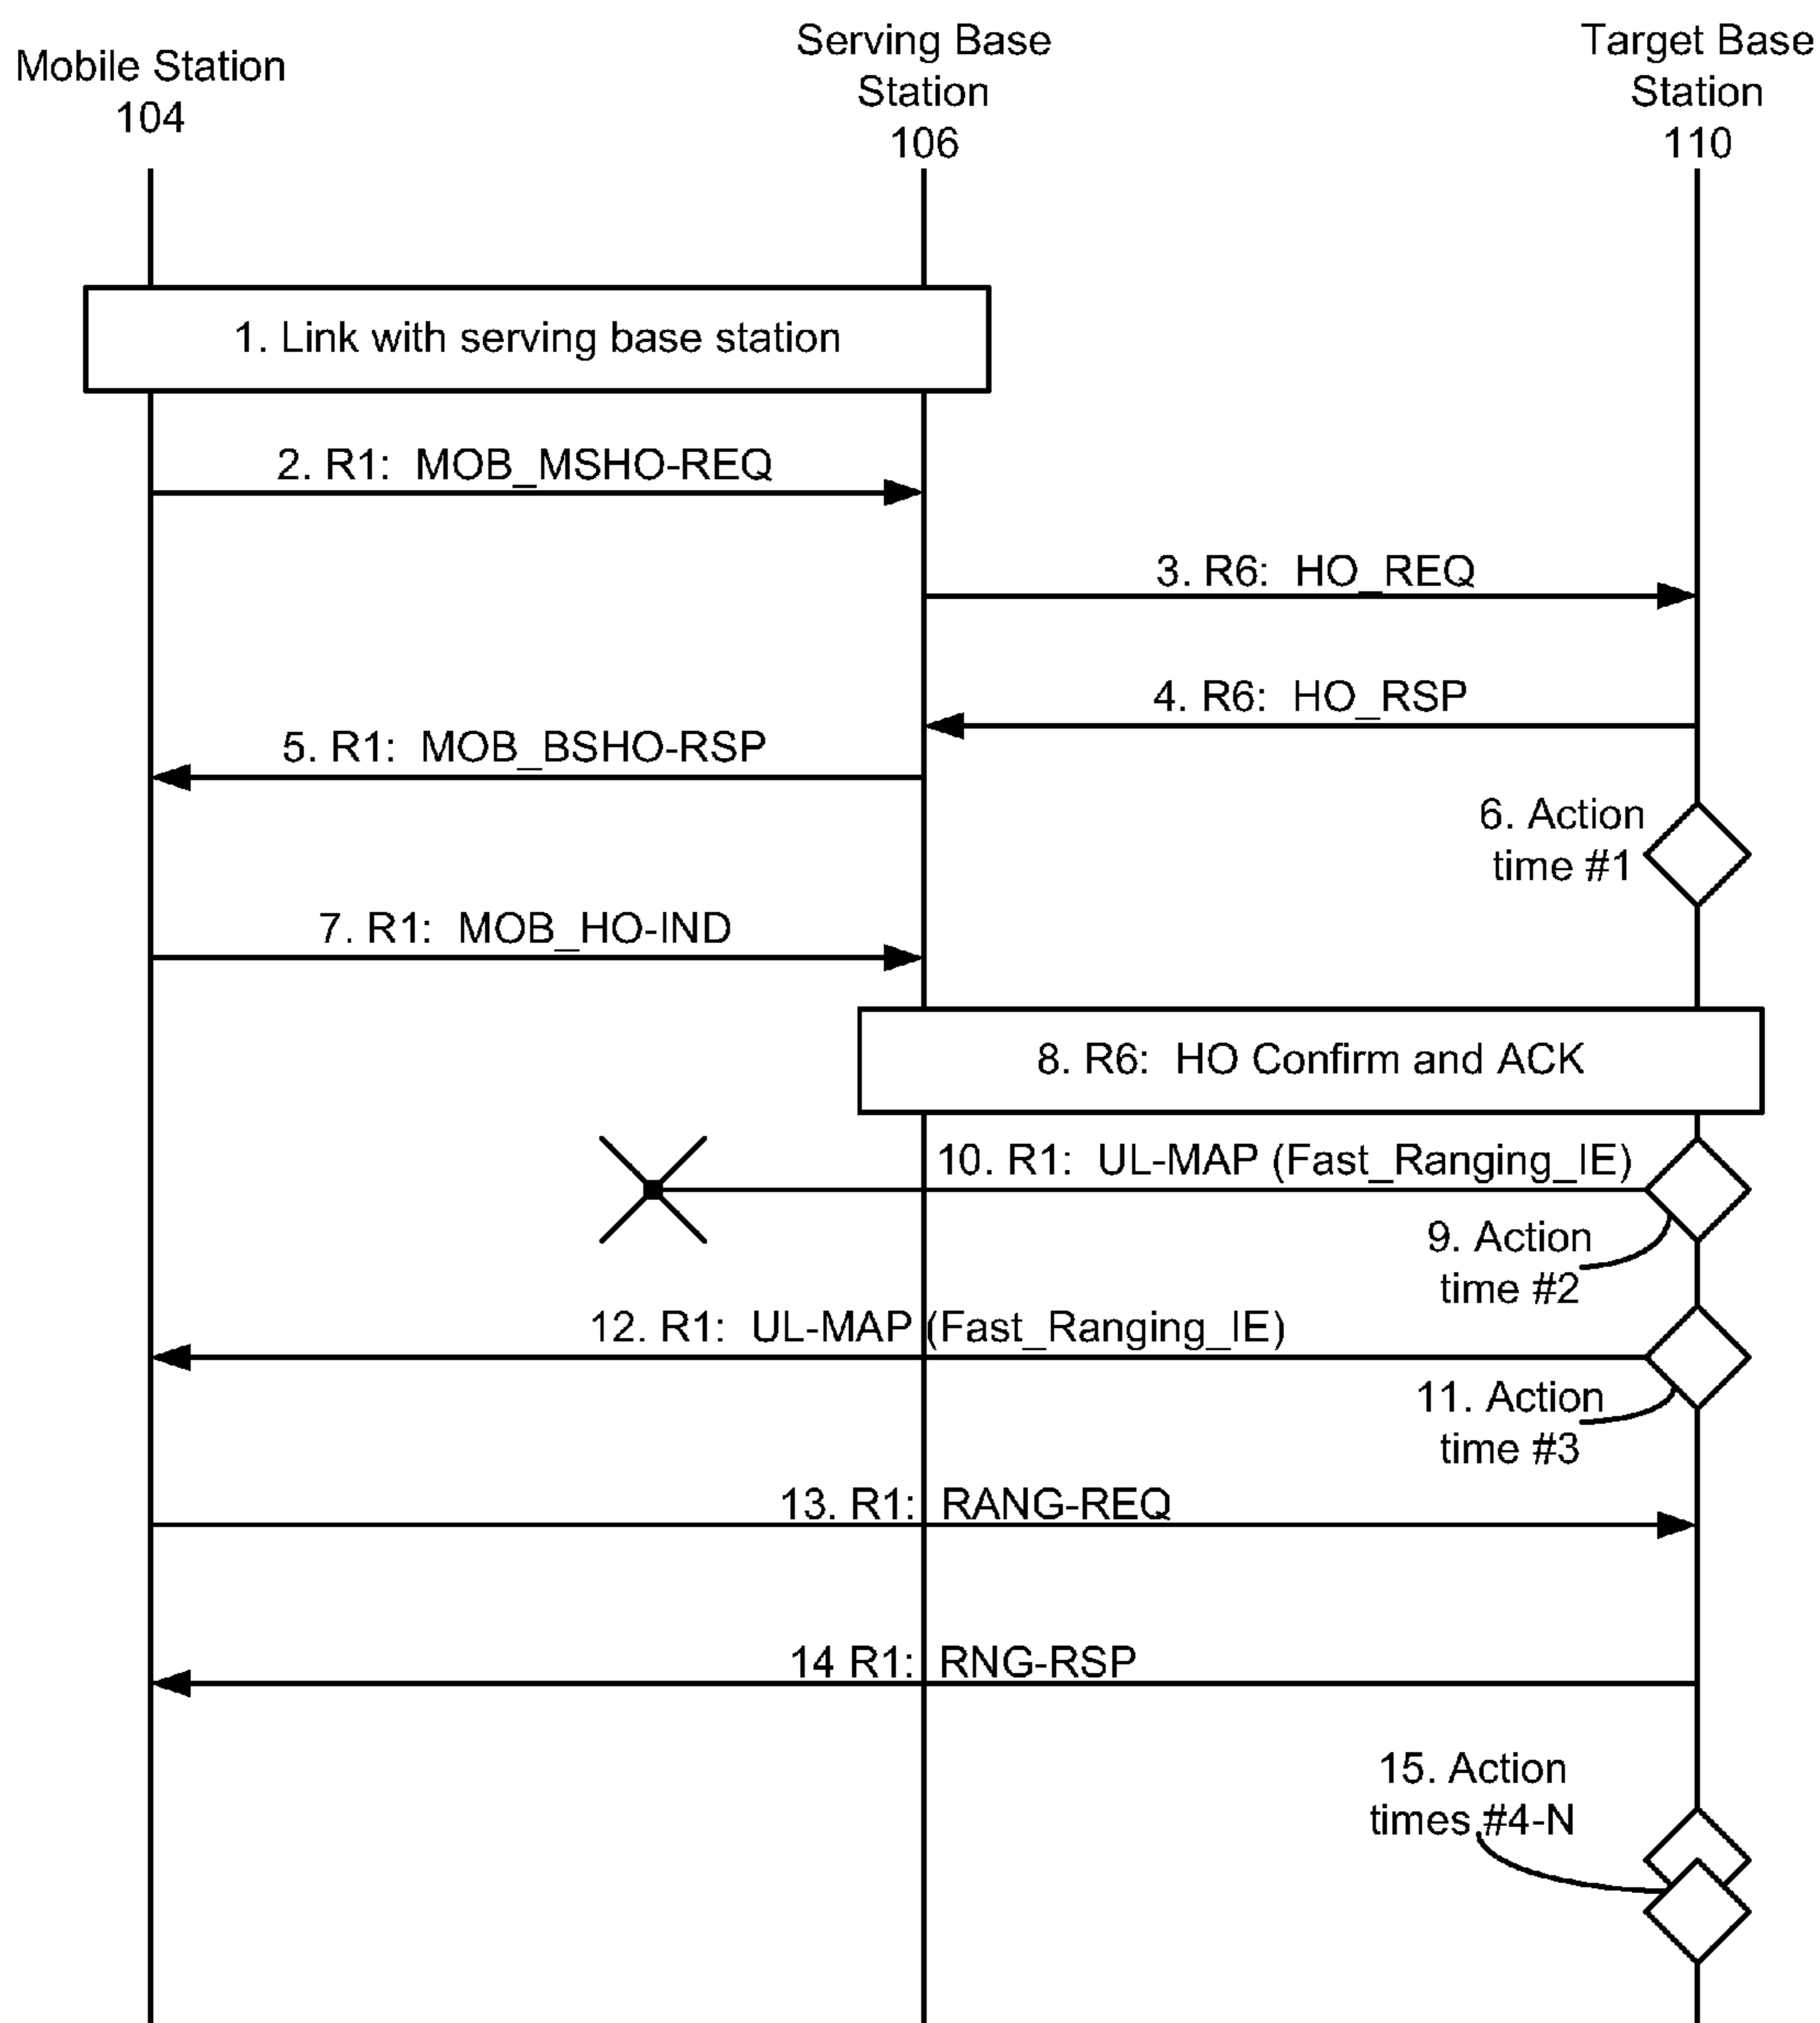 Mobile Station
104
Serving Base
Station
106
Target Base
Station
110
1. Link with serving base station
2. R1: MOB_MSHO-REQ
3. R6: HO_REQ
4. R6: HO_RSP
5. R1: MOB_BSHO-RSP
6. Action
time #1
7. R1: MOB_HO-IND
8. R6: HO Confirm and ACK
10. R1: UL-MAP (Fast_Ranging_IE)
9. Action
time #2
12. R1: UL-MAP (Fast_Ranging_IE)
11. Action
time #3
13. R1: RANG-REQ
14 R1: RNG-RSP
15. Action
times #4-N